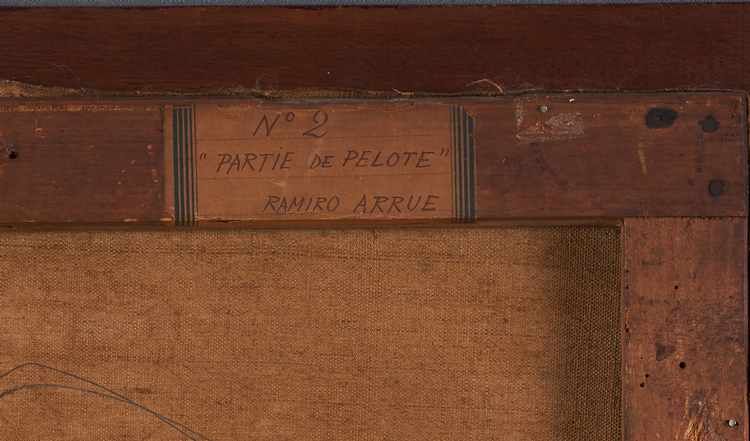 N° 2
"PARTIE DE PELOTE"
RAMIRO ARRUE